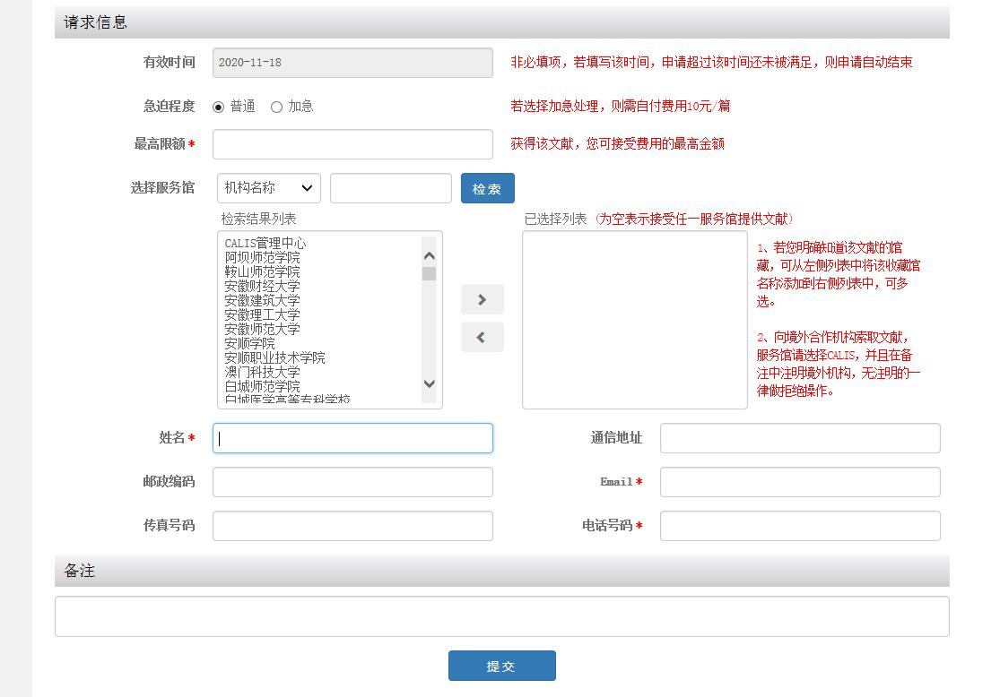 请求信息
有效时间 2020-11-18 非必填项，若填写该时间，申请超过该时间还未被满足，则申请自动结束
急迫程度 普通 加急 若选择加急处理，则需自付费用10元/篇
最高限额* 获得该文献，您可接受费用的最高金额
选择服务馆 机构名称 检索
检索结果列表 已选择列表 (为空表示接受任一服务馆提供文献)
CALIS管理中心
阿坝师范学院
鞍山师范学院
安徽财经大学
安徽建筑大学
安徽理工大学
安徽师范大学
安顺学院
安顺职业技术学院
澳门科技大学
白城师范学院
白城医学高等专科学校
1、若您明确知道该文献的馆
藏，可从左侧列表中将该收藏馆
名称添加到右侧列表中，可多
选。
2、向境外合作机构索取文献，
服务馆请选择CALIS，并且在备
注中注明境外机构，无注明的一
律做拒绝操作。
姓名* 通信地址
邮政编码 Email*
传真号码 电话号码*
备注
提交